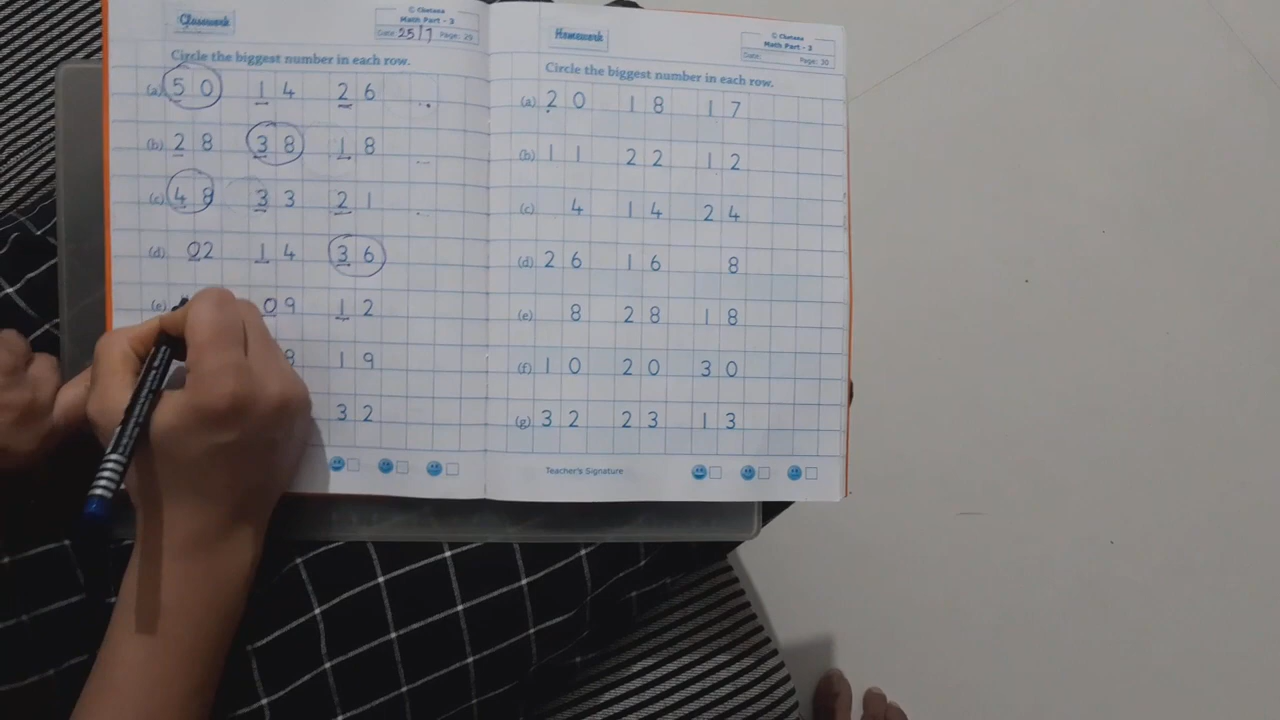 Classwork
© Chetana
Math Part - 3
Date: 25/7 Page: 29
Circle the biggest number in each row.
(a) 50 14 26
(b) 28 38 18
(c) 48 33 21
(d) 02 14 36
(e) 09 12
8 19
32
Homework
© Chetana
Math Part - 3
Date: Page: 30
Circle the biggest number in each row.
(a) 20 18 17
(b) 11 22 12
(c) 4 14 24
(d) 26 16 8
(e) 8 28 18
(f) 10 20 30
(g) 32 23 13
Teacher's Signature